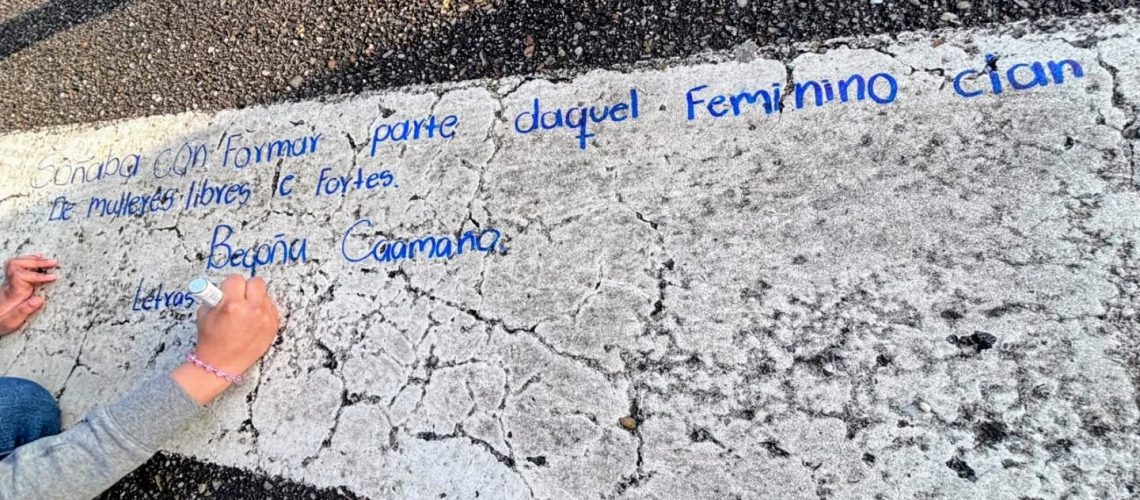 Soñaba con Formar parte daquel Feminino clan
De mulleres libres e Fortes.
Begoña Caamaño.
Letras